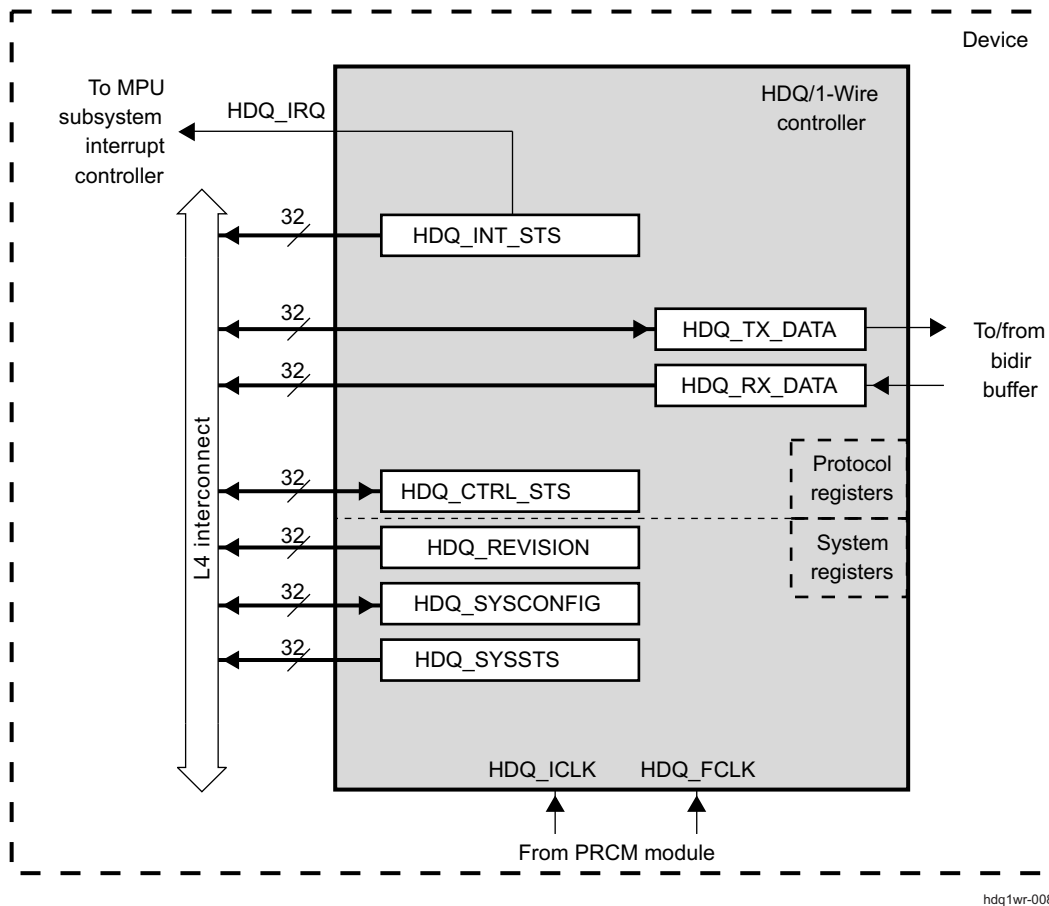 Device
To MPU
subsystem
interrupt
controller
HDQ_IRQ
HDQ/1-Wire
controller
32
HDQ_INT_STS
32
HDQ_TX_DATA
To/from
bidir
buffer
32
HDQ_RX_DATA
L4 interconnect
Protocol
registers
32
HDQ_CTRL_STS
32
HDQ_REVISION
System
registers
32
HDQ_SYSCONFIG
32
HDQ_SYSSTS
HDQ_ICLK
HDQ_FCLK
From PRCM module
hdq1wr-008